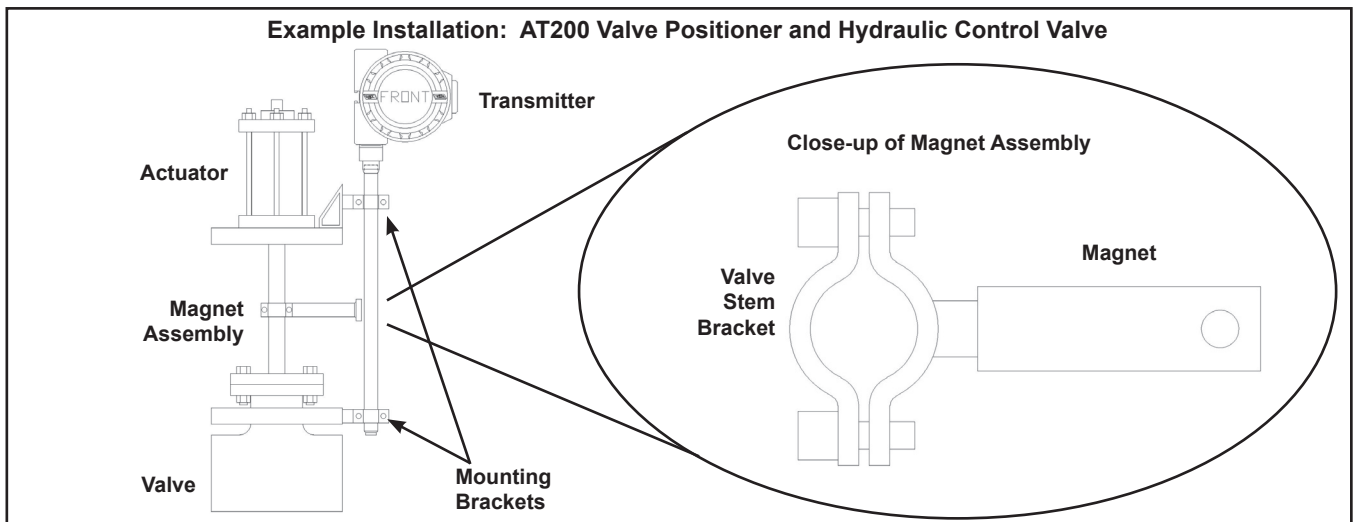 Example Installation:  AT200 Valve Positioner and Hydraulic Control Valve
FRONT
Transmitter
Actuator
Magnet
Assembly
Valve
Mounting
Brackets
Close-up of Magnet Assembly
Valve
Stem
Bracket
Magnet